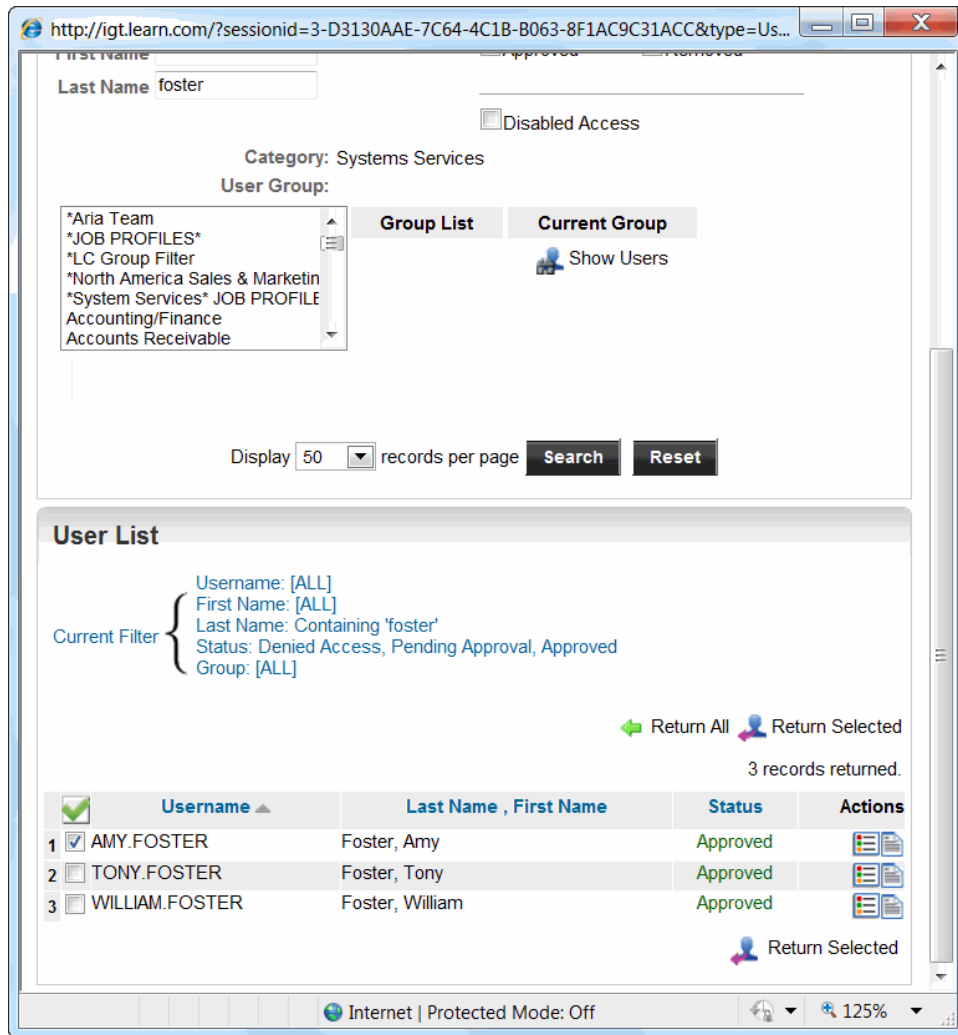 http://igt.learn.com/?sessionid=3-D3130AAE-7C64-4C1B-B063-8F1AC9C31ACC&type=Us...
First Name Approved Removed
Last Name foster
Disabled Access
Category: Systems Services
User Group:
*Aria Team
*JOB PROFILES*
*LC Group Filter
*North America Sales & Marketin
*System Services* JOB PROFILE
Accounting/Finance
Accounts Receivable
Group List Current Group
Show Users
Display 50 records per page Search Reset
User List
Current Filter
Username: [ALL]
First Name: [ALL]
Last Name: Containing 'foster'
Status: Denied Access, Pending Approval, Approved
Group: [ALL]
Return All Return Selected
3 records returned.
Username Last Name , First Name Status Actions
1 AMY.FOSTER Foster, Amy Approved
2 TONY.FOSTER Foster, Tony Approved
3 WILLIAM.FOSTER Foster, William Approved
Return Selected
Internet | Protected Mode: Off 125%